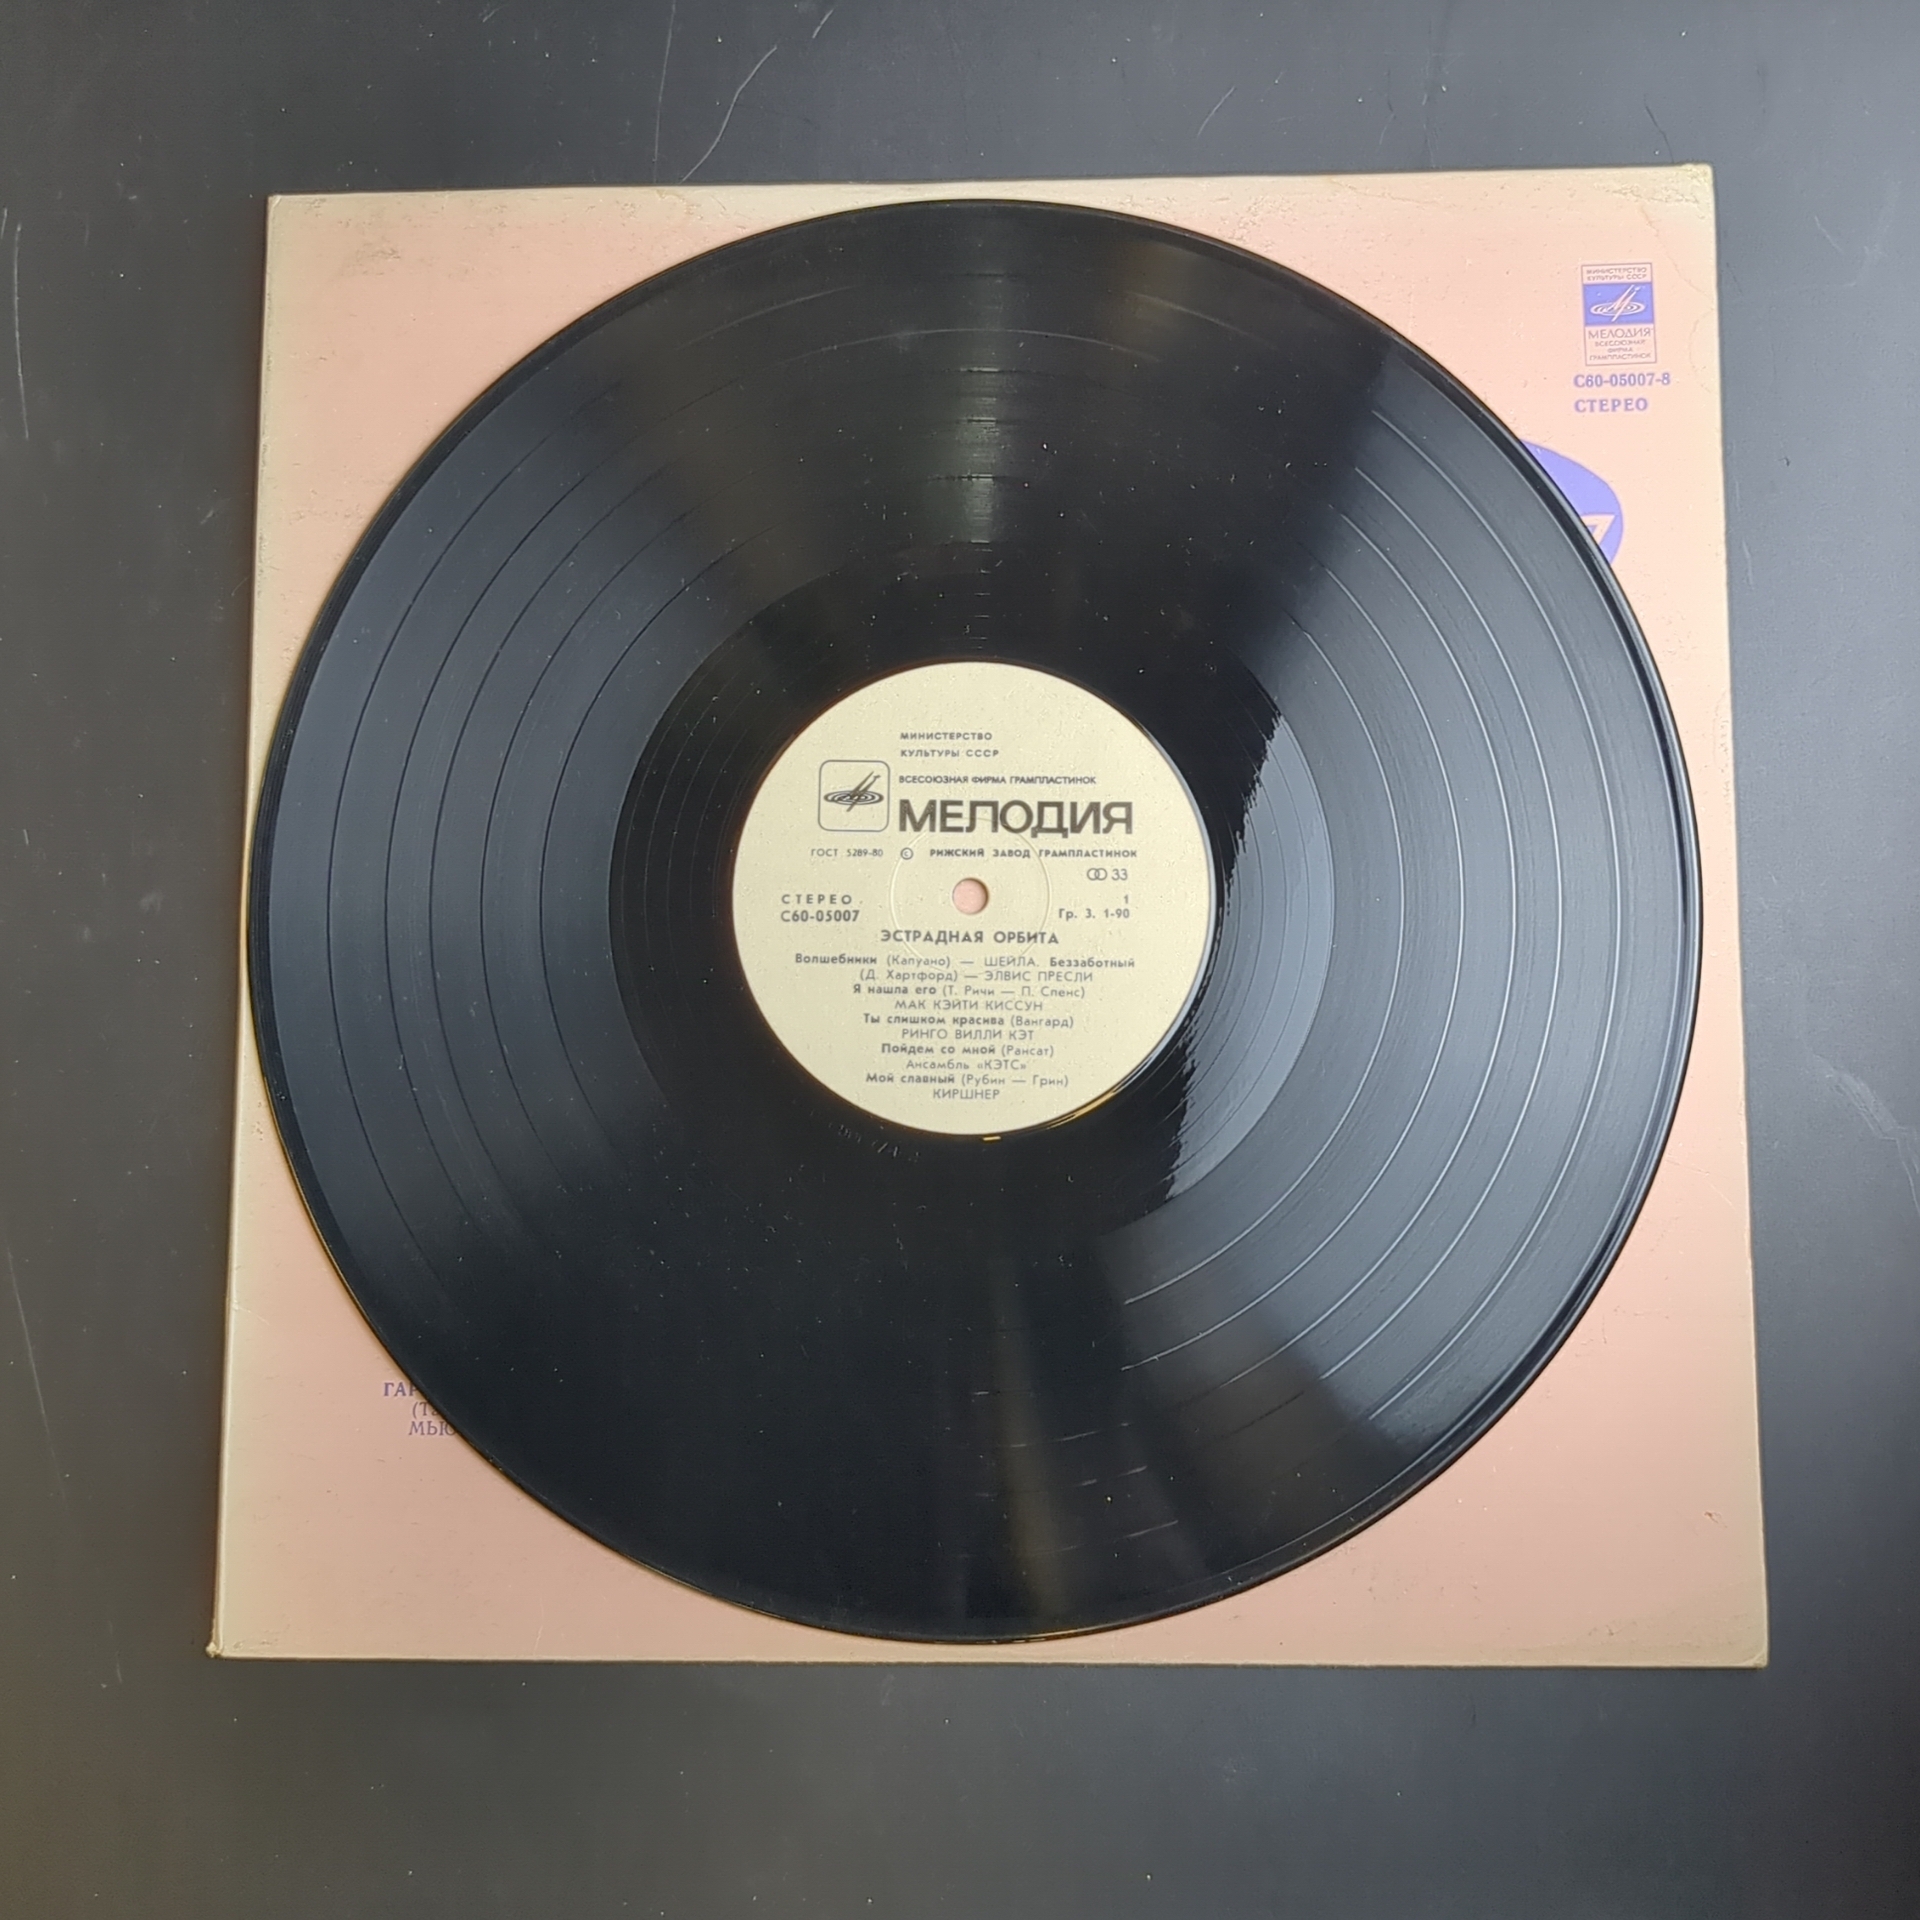 МИНИСТЕРСТВО
КУЛЬТУРЫ СССР
МЕЛОДИЯ
ВСЕСОЮЗНАЯ
ФИРМА
ГРАМПЛАСТИНОК
С60-05007-8
СТЕРЕО
МИНИСТЕРСТВО
КУЛЬТУРЫ СССР
ВСЕСОЮЗНАЯ ФИРМА ГРАМПЛАСТИНОК
МЕЛОДИЯ
ГОСТ 5289-80 © РИЖСКИЙ ЗАВОД ГРАМПЛАСТИНОК
33
СТЕРЕО 1
С60-05007 Гр. 3. 1-90
ЭСТРАДНАЯ ОРБИТА
Волшебники (Капуано) — ШЕЙЛА. Беззаботный
(Д. Хартфорд) — ЭЛВИС ПРЕСЛИ
Я нашла его (Т. Ричи — П. Спенс)
МАК КЭЙТИ КИССУН
Ты слишком красива (Вангард)
РИНГО ВИЛЛИ КЭТ
Пойдем со мной (Рансат)
Ансамбль «КЭТС»
Мой славный (Рубин — Грин)
КИРШНЕР
ГАР
(Т
МЬЮ